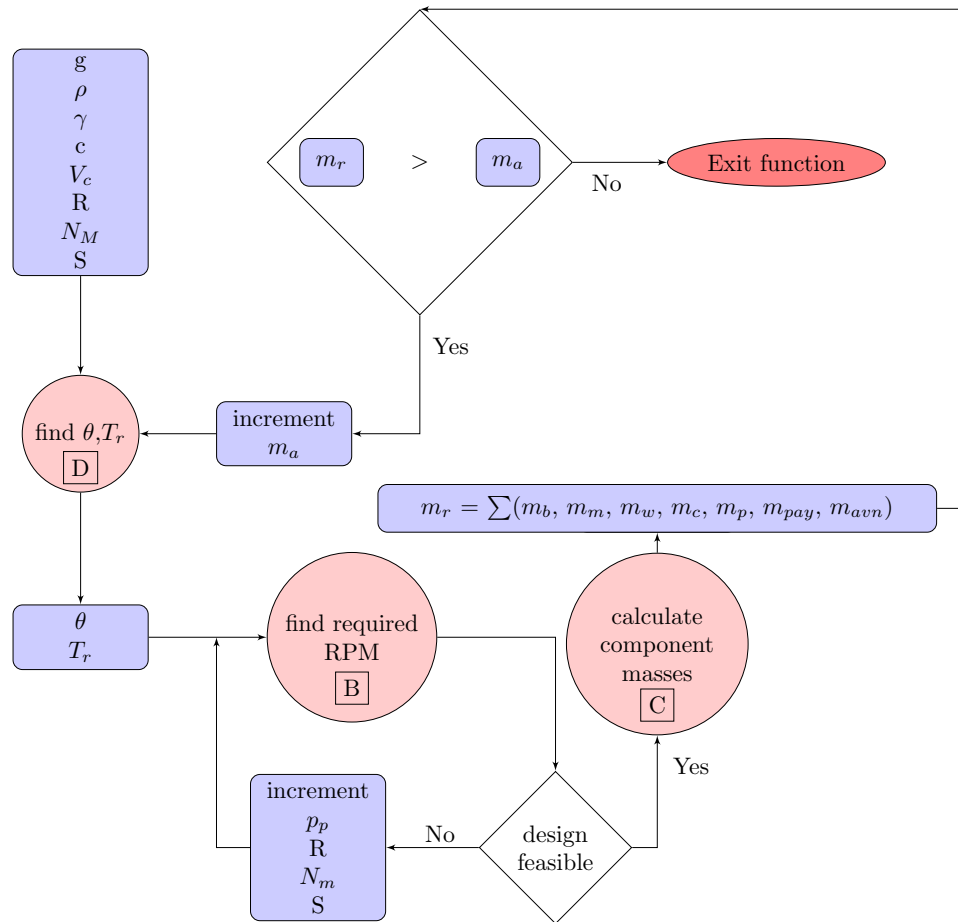 g
ρ
γ
c
V_c
R
N_M
S
m_r > m_a
No
Exit function
Yes
increment
m_a
find θ,T_r
D
m_r = ∑(m_b, m_m, m_w, m_c, m_p, m_pay, m_avn)
θ
T_r
find required
RPM
B
calculate
component
masses
C
Yes
increment
p_p
R
N_m
S
No
design
feasible